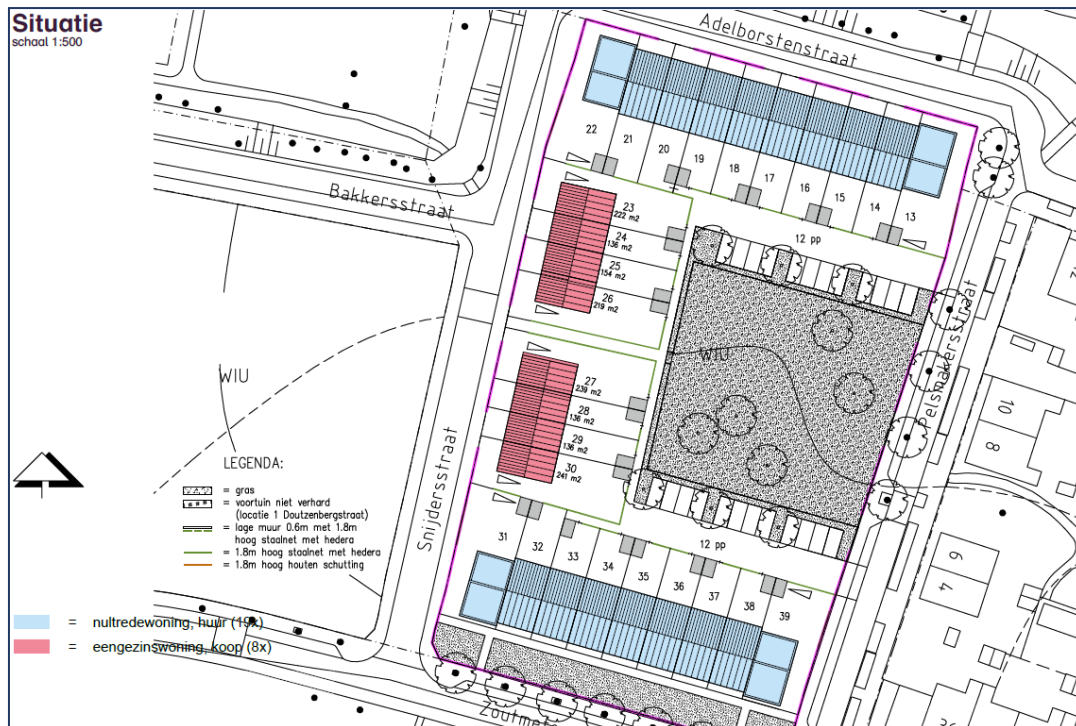 Situatie
schaal 1:500
Adelborstenstraat
Bakkersstraat
22
21
20
19
18
17
16
15
14
13
12 pp
23
222 m2
24
136 m2
25
154 m2
26
219 m2
27
239 m2
28
136 m2
29
136 m2
30
241 m2
WIU
WIU
Pelsmakersstraat
Snijdersstraat
10
8
6
4
12 pp
31
32
33
34
35
36
37
38
39
LEGENDA:
= gras
= voortuin niet verhard
(locatie 1 Doutzenbergstraat)
= lage muur 0.6m met 1.8m
hoog staalnet met hedera
= 1.8m hoog staalnet met hedera
= 1.8m hoog houten schutting
= nultredewoning, huur (19x)
= eengezinswoning, koop (8x)